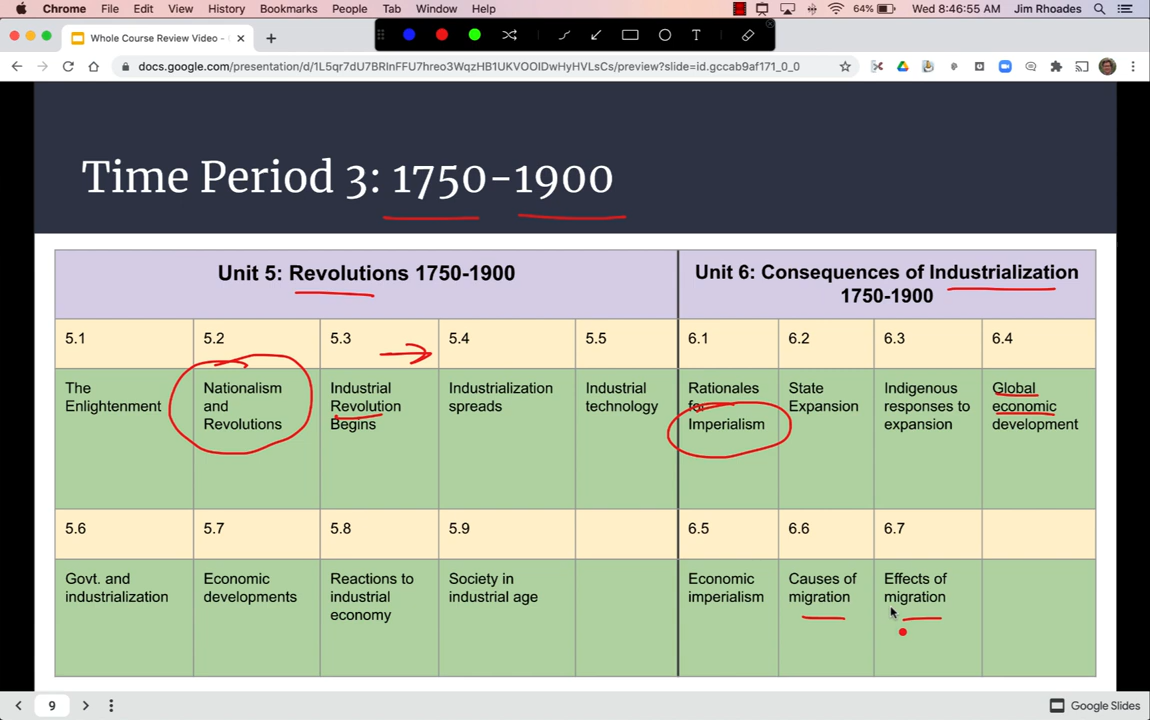 Chrome File Edit View History Bookmarks People Tab Window Help 64% Wed 8:46:55 AM Jim Rhoades
Whole Course Review Video -
docs.google.com/presentation/d/1L5qr7dU7BRInFFU7hreo3WqzHB1UKVOOIDwHyHVLsCs/preview?slide=id.gccab9af171_0_0
Time Period 3: 1750-1900
Unit 5: Revolutions 1750-1900
Unit 6: Consequences of Industrialization
1750-1900
5.1 5.2 5.3 5.4 5.5 6.1 6.2 6.3 6.4
The
Enlightenment
Nationalism
and
Revolutions
Industrial
Revolution
Begins
Industrialization
spreads
Industrial
technology
Rationales
for
Imperialism
State
Expansion
Indigenous
responses to
expansion
Global
economic
development
5.6 5.7 5.8 5.9 6.5 6.6 6.7
Govt. and
industrialization
Economic
developments
Reactions to
industrial
economy
Society in
industrial age
Economic
imperialism
Causes of
migration
Effects of
migration
9
Google Slides